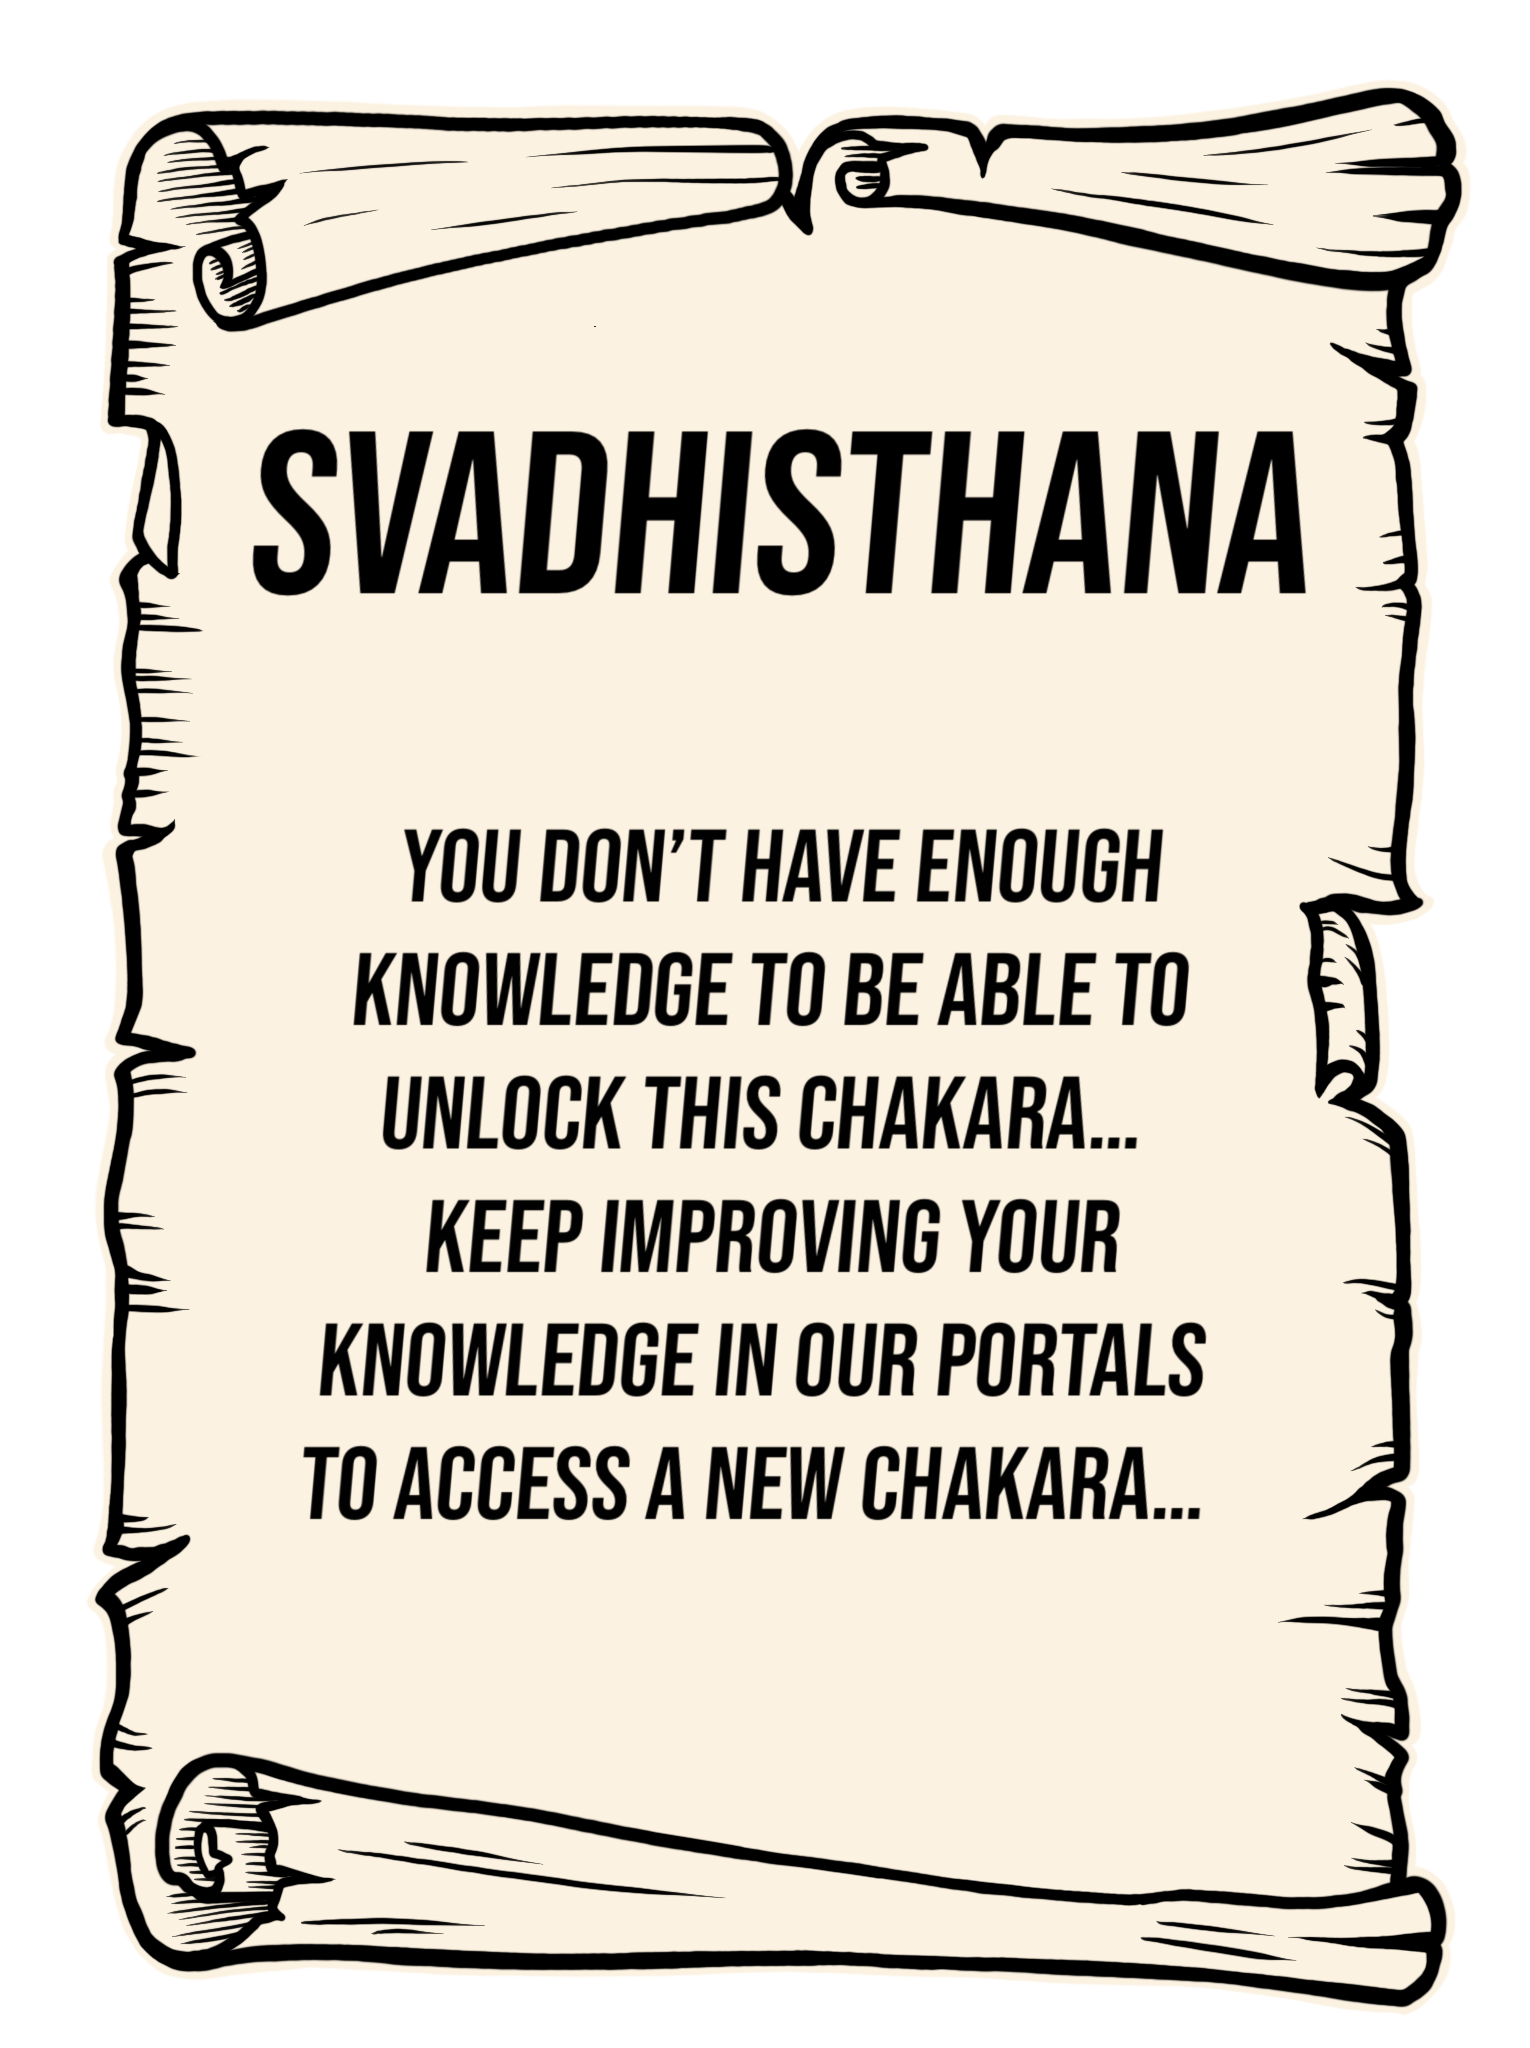 SVADHISTHANA
YOU DON’T HAVE ENOUGH
KNOWLEDGE TO BE ABLE TO
UNLOCK THIS CHAKARA...
KEEP IMPROVING YOUR
KNOWLEDGE IN OUR PORTALS
TO ACCESS A NEW CHAKARA...